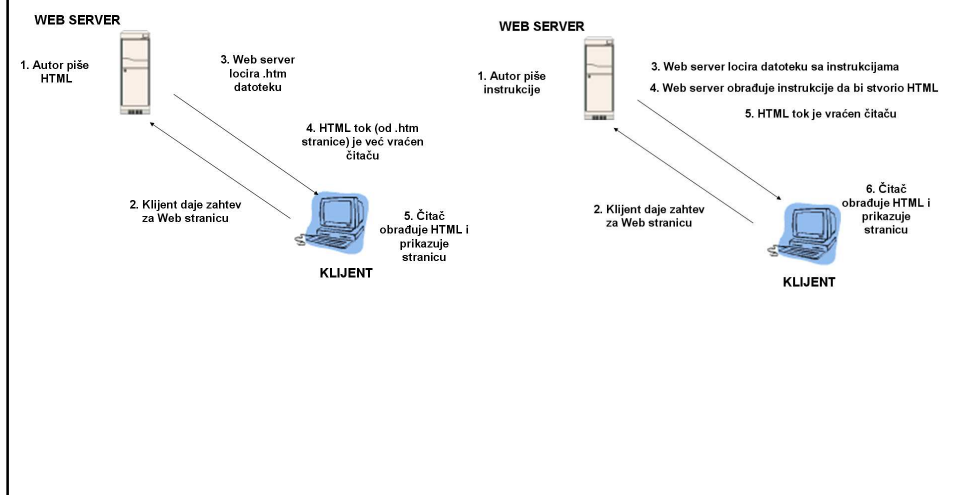 WEB SERVER
1. Autor piše
HTML
3. Web server
locira .htm
datoteku
4. HTML tok (od .htm
stranice) je već vraćen
čitaču
2. Klijent daje zahtev
za Web stranicu
5. Čitač
obrađuje HTML i
prikazuje
stranicu
KLIJENT
WEB SERVER
1. Autor piše
instrukcije
3. Web server locira datoteku sa instrukcijama
4. Web server obrađuje instrukcije da bi stvorio HTML
5. HTML tok je vraćen čitaču
2. Klijent daje zahtev
za Web stranicu
6. Čitač
obrađuje HTML i
prikazuje
stranicu
KLIJENT